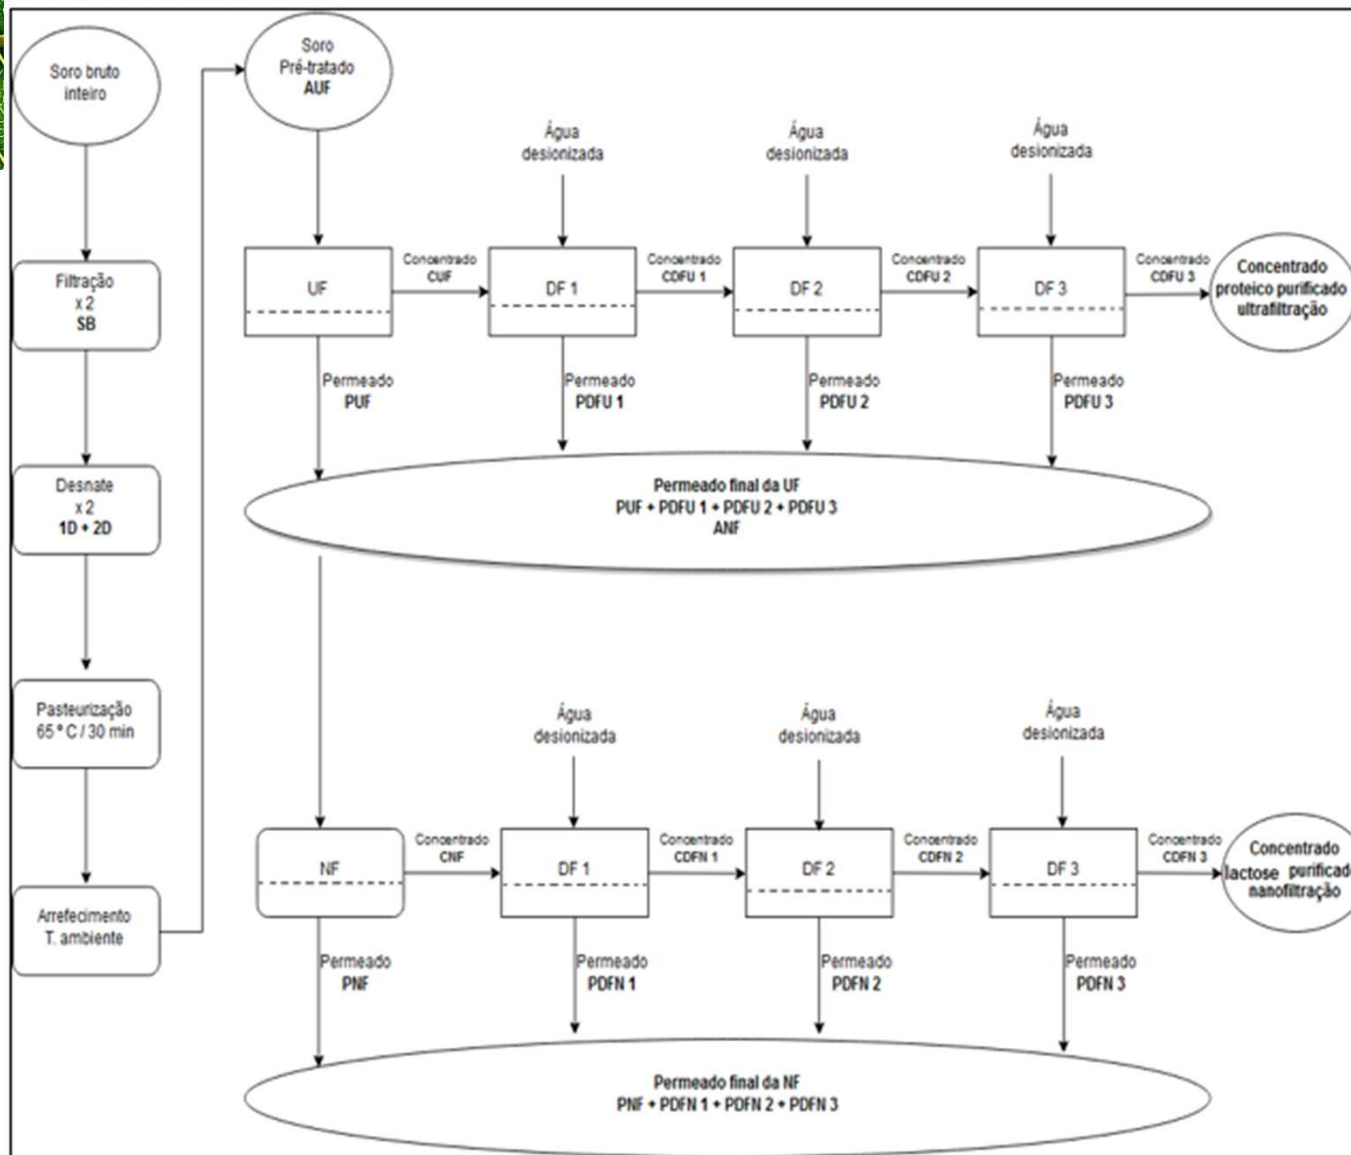 Soro bruto
inteiro
Filtração
x 2
SB
Desnate
x 2
1D + 2D
Pasteurização
65 º C / 30 min
Arrefecimento
T. ambiente
Soro
Pré-tratado
AUF
Água
desionizada
Água
desionizada
Água
desionizada
UF
Concentrado
CUF
DF 1
Concentrado
CDFU 1
DF 2
Concentrado
CDFU 2
DF 3
Concentrado
CDFU 3
Concentrado
proteico purificado
ultrafiltração
Permeado
PUF
Permeado
PDFU 1
Permeado
PDFU 2
Permeado
PDFU 3
Permeado final da UF
PUF + PDFU 1 + PDFU 2 + PDFU 3
ANF
Água
desionizada
Água
desionizada
Água
desionizada
NF
Concentrado
CNF
DF 1
Concentrado
CDFN 1
DF 2
Concentrado
CDFN 2
DF 3
Concentrado
CDFN 3
Concentrado
lactose purificad
nanofiltração
Permeado
PNF
Permeado
PDFN 1
Permeado
PDFN 2
Permeado
PDFN 3
Permeado final da NF
PNF + PDFN 1 + PDFN 2 + PDFN 3